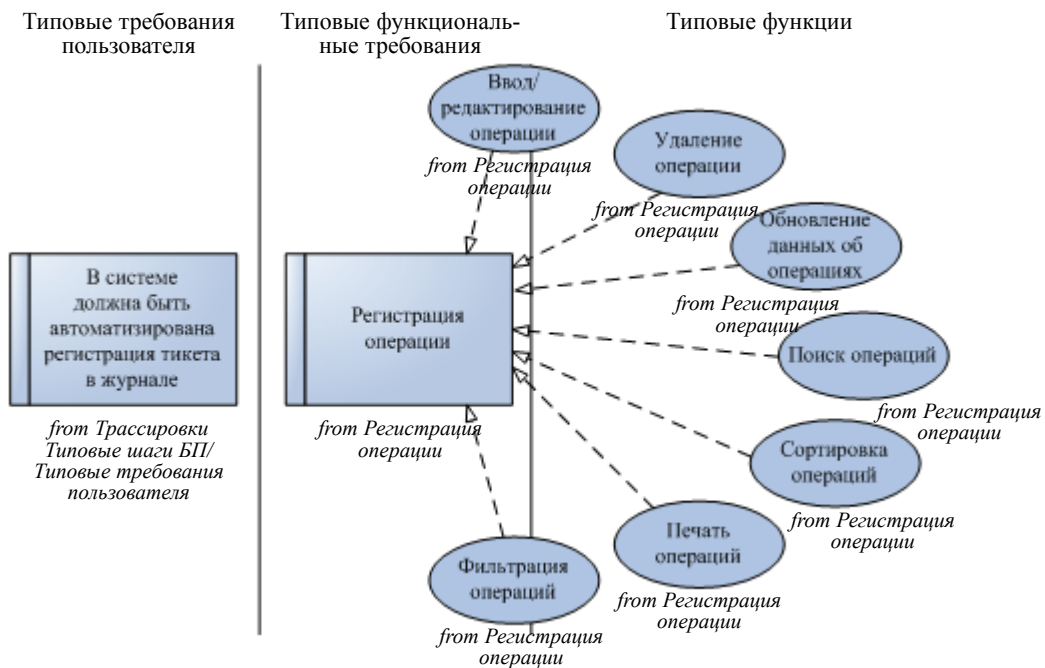 Типовые требования
пользователя
Типовые функциональ-
ные требования
Типовые функции
Ввод/
редактирование
операции
from Регистрация
операции
Удаление
операции
from Регистрация
операции
Обновление
данных об
операциях
from Регистрация
операции
В системе
должна быть
автоматизирована
регистрация тикета
в журнале
from Трассировки
Типовые шаги БП/
Типовые требования
пользователя
Регистрация
операции
from Регистрация
операции
Поиск операций
from Регистрация
операции
Сортировка
операций
from Регистрация
операции
Печать
операций
from Регистрация
операции
Фильтрация
операций
from Регистрация
операции